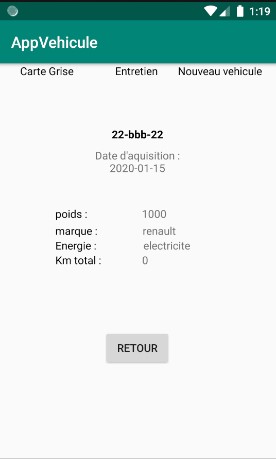 1:19
AppVehicule
Carte Grise Entretien Nouveau vehicule
22-bbb-22
Date d'aquisition :
2020-01-15
poids : 1000
marque : renault
Energie : electricite
Km total : 0
RETOUR